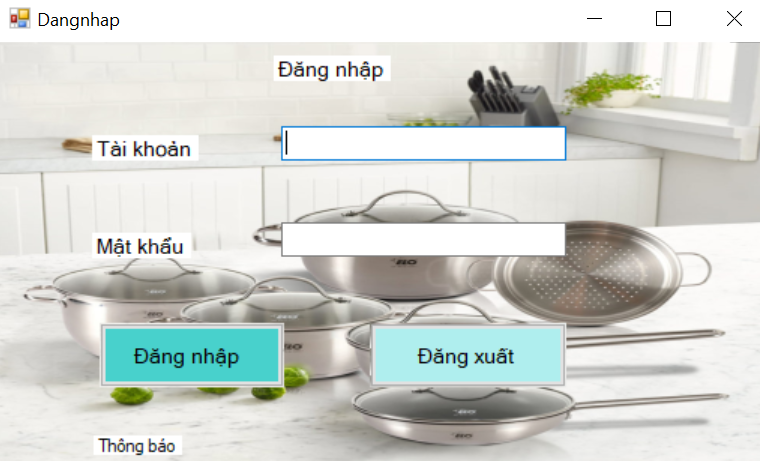 Dangnhap
Đăng nhập
Tài khoản
Mật khẩu
Đăng nhập
Đăng xuất
Thông báo